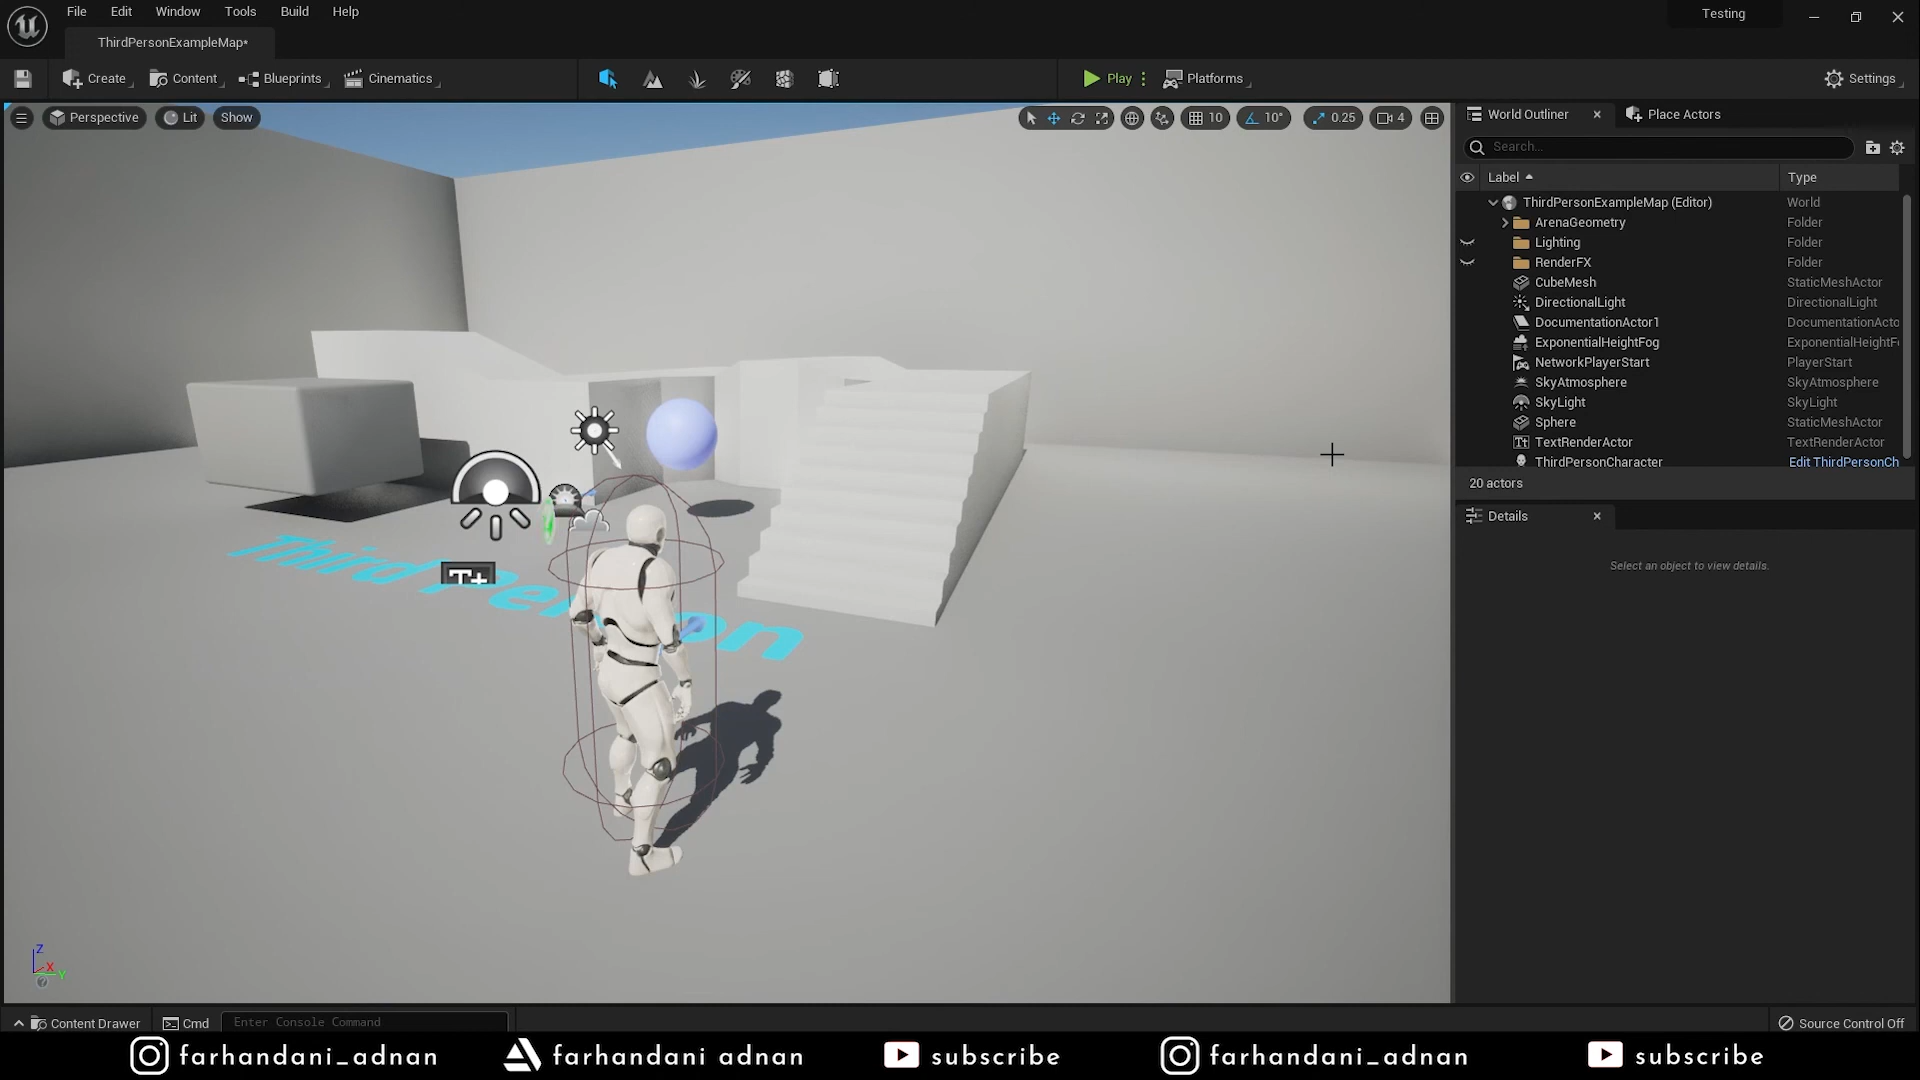 File Edit Window Tools Build Help
Testing
ThirdPersonExampleMap*
Create Content Blueprints Cinematics Play Platforms Settings
Perspective Lit Show 10 10° 0.25 4
World Outliner Place Actors
Search...
Label Type
ThirdPersonExampleMap (Editor) World
ArenaGeometry Folder
Lighting Folder
RenderFX Folder
CubeMesh StaticMeshActor
DirectionalLight DirectionalLight
DocumentationActor1 DocumentationActo
ExponentialHeightFog ExponentialHeightF
NetworkPlayerStart PlayerStart
SkyAtmosphere SkyAtmosphere
SkyLight SkyLight
Sphere StaticMeshActor
TextRenderActor TextRenderActor
ThirdPersonCharacter Edit ThirdPersonCh
20 actors
Details
Select an object to view details.
T+
Third Person
Z
X
Y
Content Drawer Cmd Enter Console Command Source Control Off
farhandani_adnan farhandani adnan subscribe farhandani_adnan subscribe